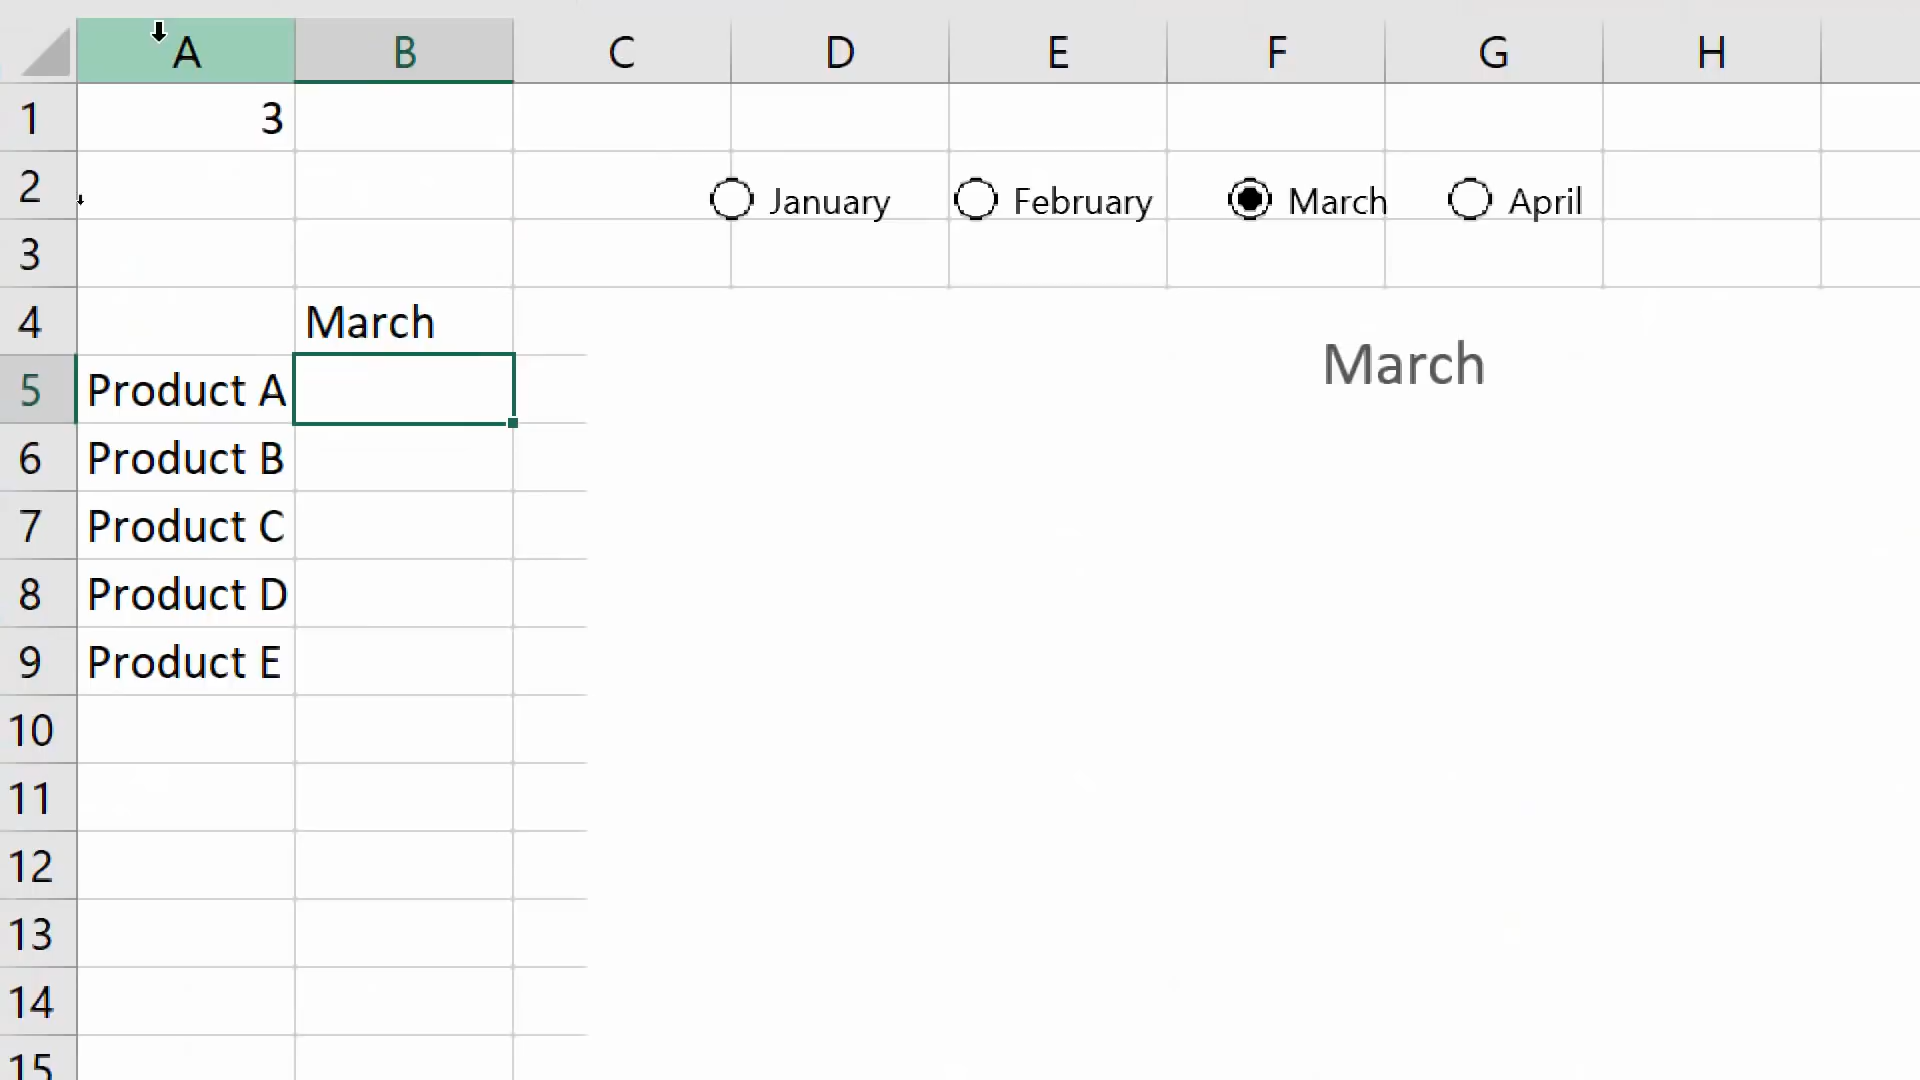 A B C D E F G H
1 3
2 January February March April
3
4 March
March
5 Product A
6 Product B
7 Product C
8 Product D
9 Product E
10
11
12
13
14
15